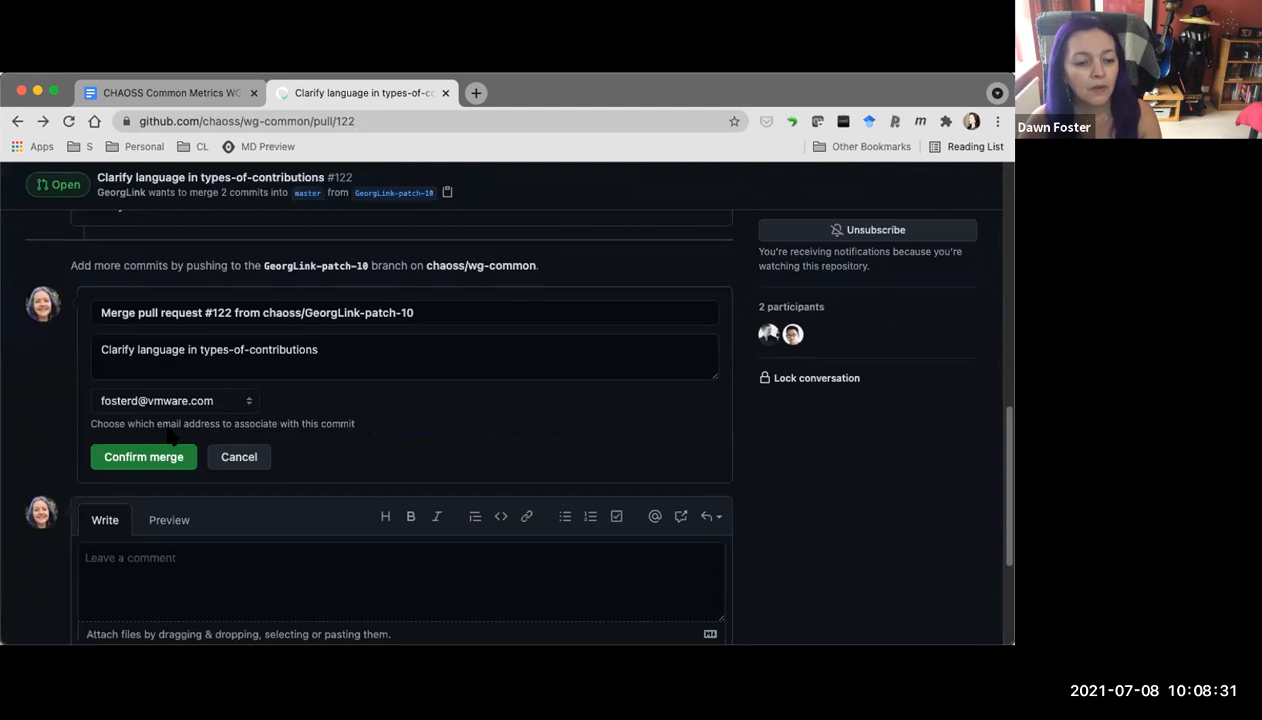 CHAOSS Common Metrics WG
Clarify language in types-of-co
github.com/chaoss/wg-common/pull/122
Apps
S
Personal
CL
MD Preview
Other Bookmarks
Reading List
Dawn Foster
Open
Clarify language in types-of-contributions #122
GeorgLink wants to merge 2 commits into master from GeorgLink-patch-10
Unsubscribe
You're receiving notifications because you're
watching this repository.
Add more commits by pushing to the GeorgLink-patch-10 branch on chaoss/wg-common.
2 participants
Merge pull request #122 from chaoss/GeorgLink-patch-10
Clarify language in types-of-contributions
Lock conversation
fosterd@vmware.com
Choose which email address to associate with this commit
Confirm merge
Cancel
Write
Preview
Leave a comment
Attach files by dragging & dropping, selecting or pasting them.
2021-07-08 10:08:31